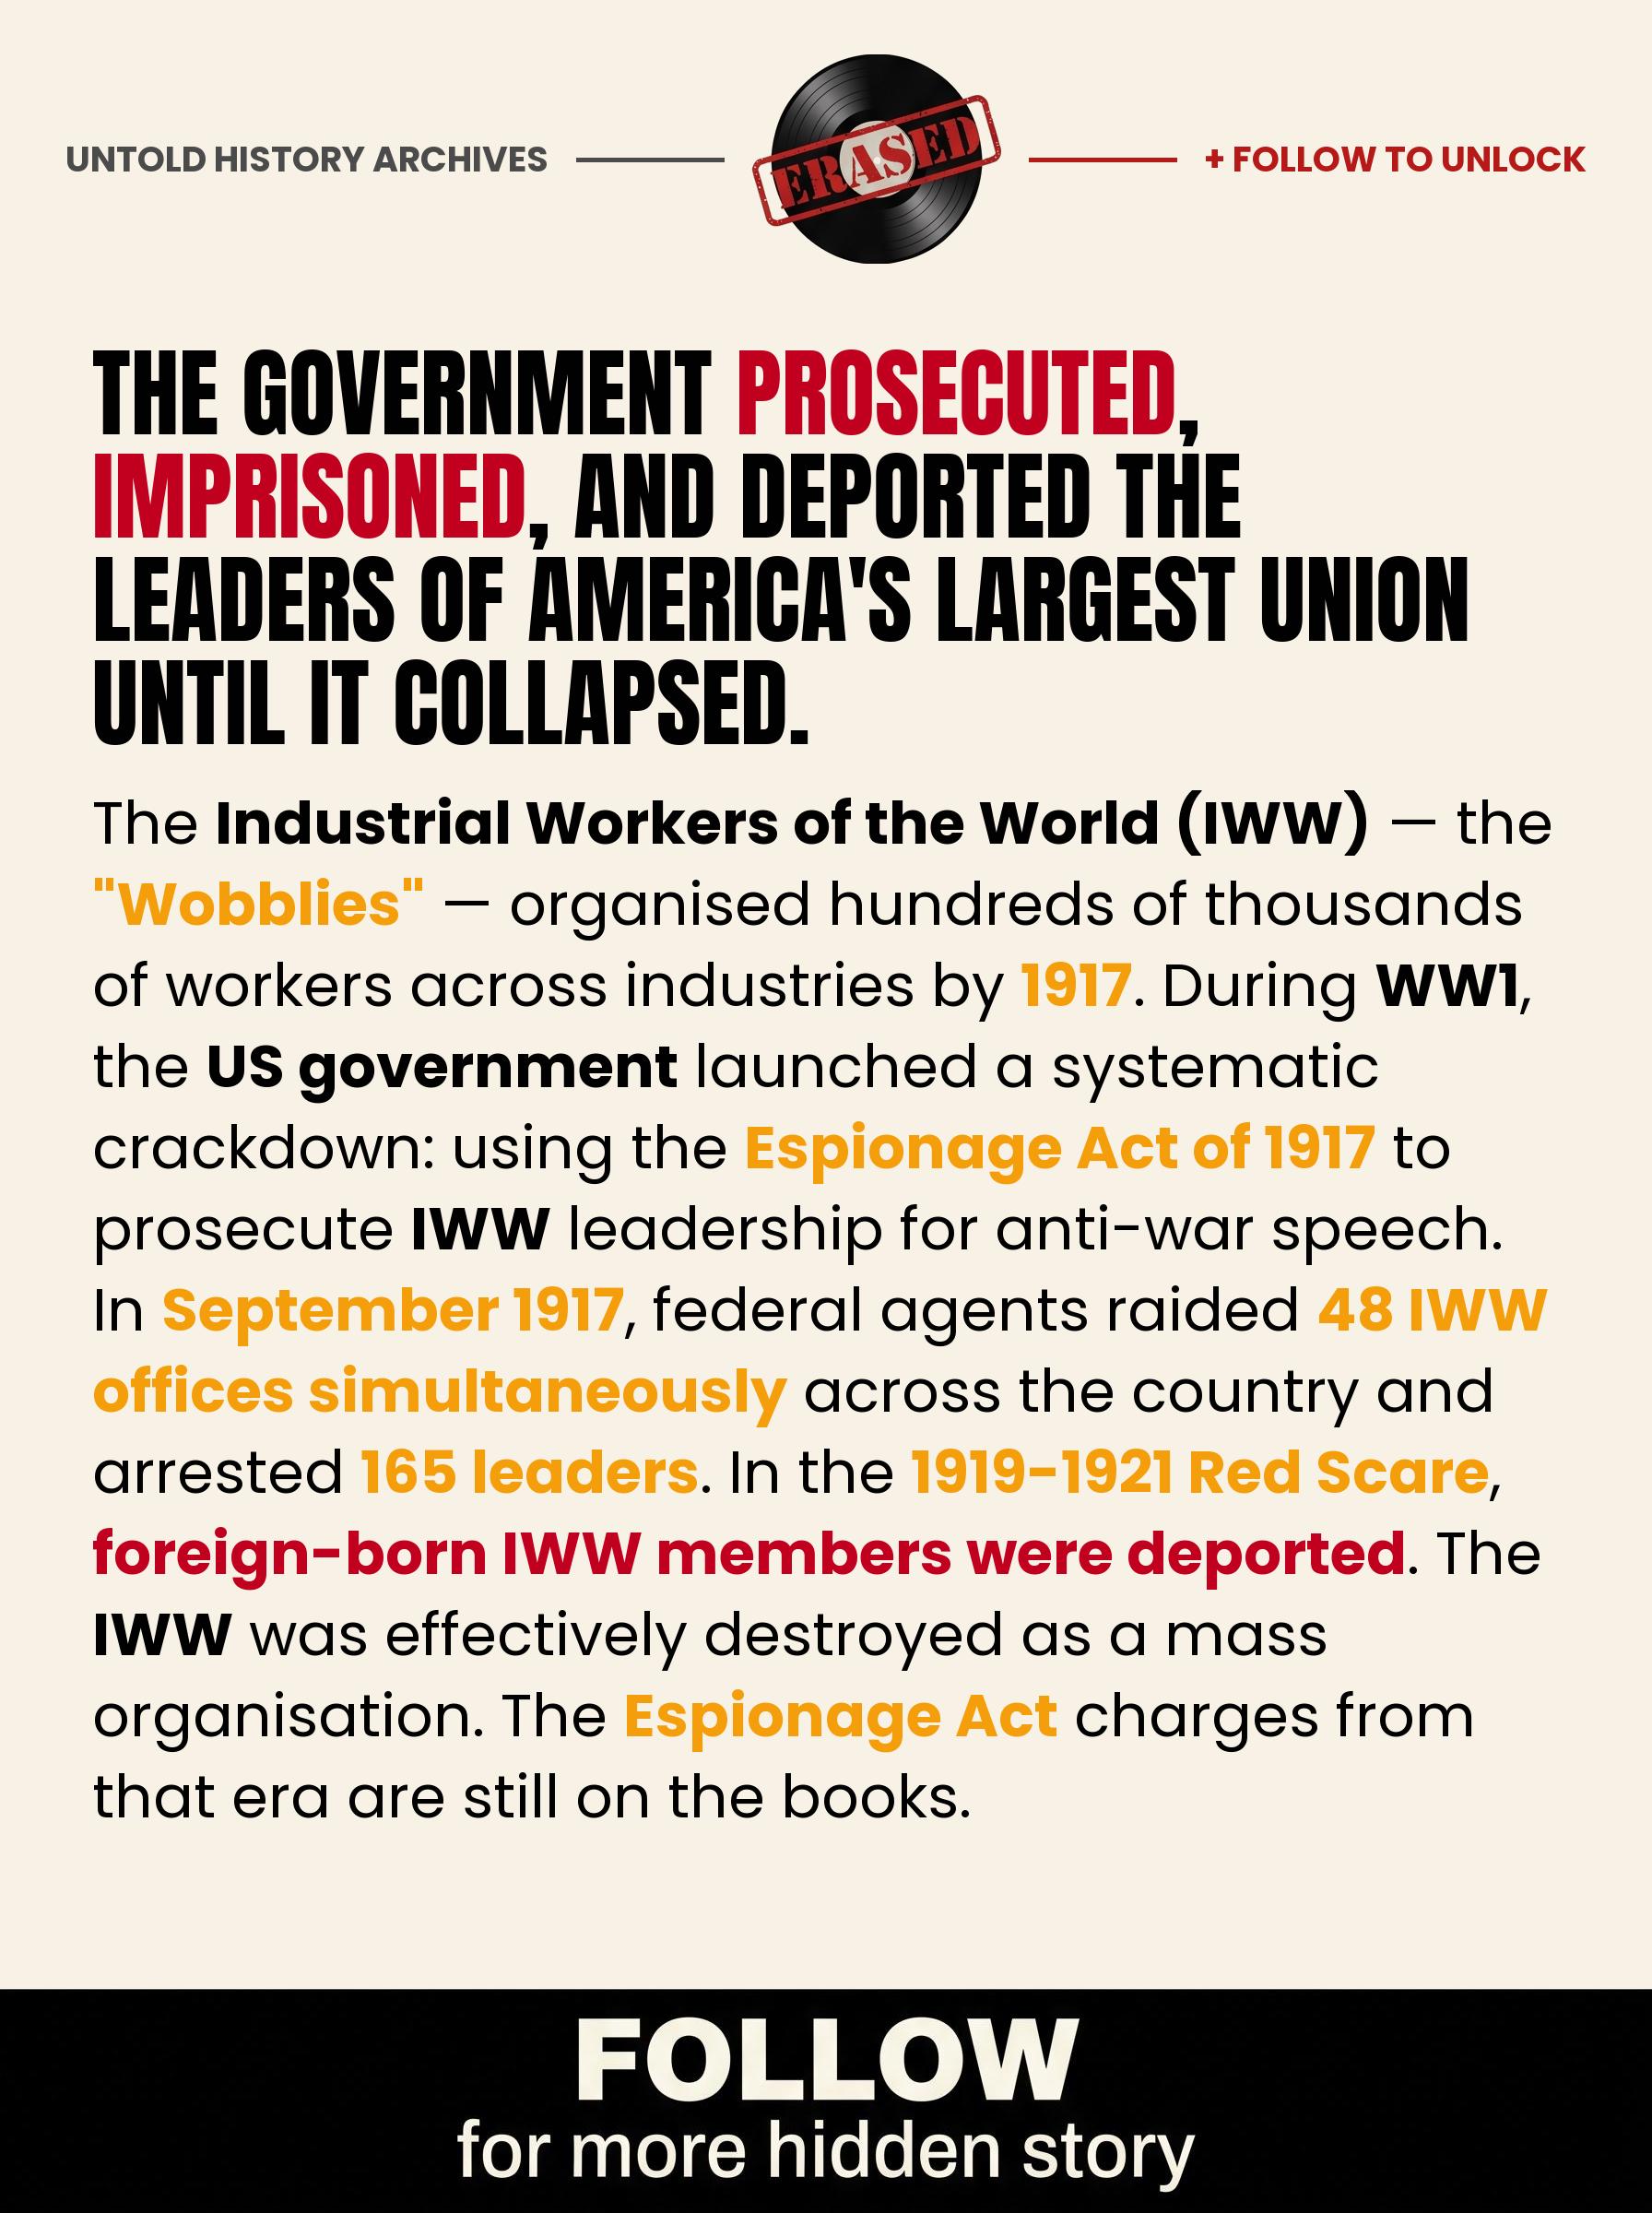 UNTOLD HISTORY ARCHIVES
ERASED
+ FOLLOW TO UNLOCK
THE GOVERNMENT PROSECUTED,
IMPRISONED, AND DEPORTED THE
LEADERS OF AMERICA'S LARGEST UNION
UNTIL IT COLLAPSED.
The Industrial Workers of the World (IWW) — the
"Wobblies" — organised hundreds of thousands
of workers across industries by 1917. During WW1,
the US government launched a systematic
crackdown: using the Espionage Act of 1917 to
prosecute IWW leadership for anti-war speech.
In September 1917, federal agents raided 48 IWW
offices simultaneously across the country and
arrested 165 leaders. In the 1919-1921 Red Scare,
foreign-born IWW members were deported. The
IWW was effectively destroyed as a mass
organisation. The Espionage Act charges from
that era are still on the books.
FOLLOW
for more hidden story